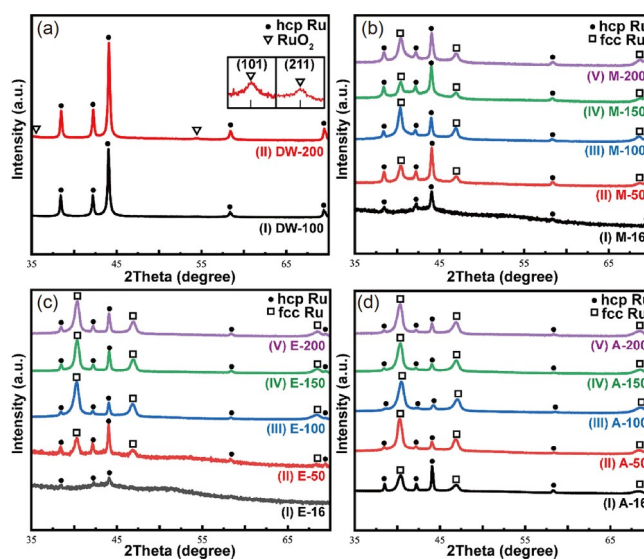 (a)
hcp Ru
RuO₂
(101)
(211)
(II) DW-200
(I) DW-100
Intensity (a.u.)
35 45 55 65
2Theta (degree)
(b)
hcp Ru
fcc Ru
(V) M-200
(IV) M-150
(III) M-100
(II) M-50
(I) M-16
Intensity (a.u.)
35 45 55 65
2Theta (degree)
(c)
hcp Ru
fcc Ru
(V) E-200
(IV) E-150
(III) E-100
(II) E-50
(I) E-16
Intensity (a.u.)
35 45 55 65
2Theta (degree)
(d)
hcp Ru
fcc Ru
(V) A-200
(IV) A-150
(III) A-100
(II) A-50
(I) A-16
Intensity (a.u.)
35 45 55 65
2Theta (degree)